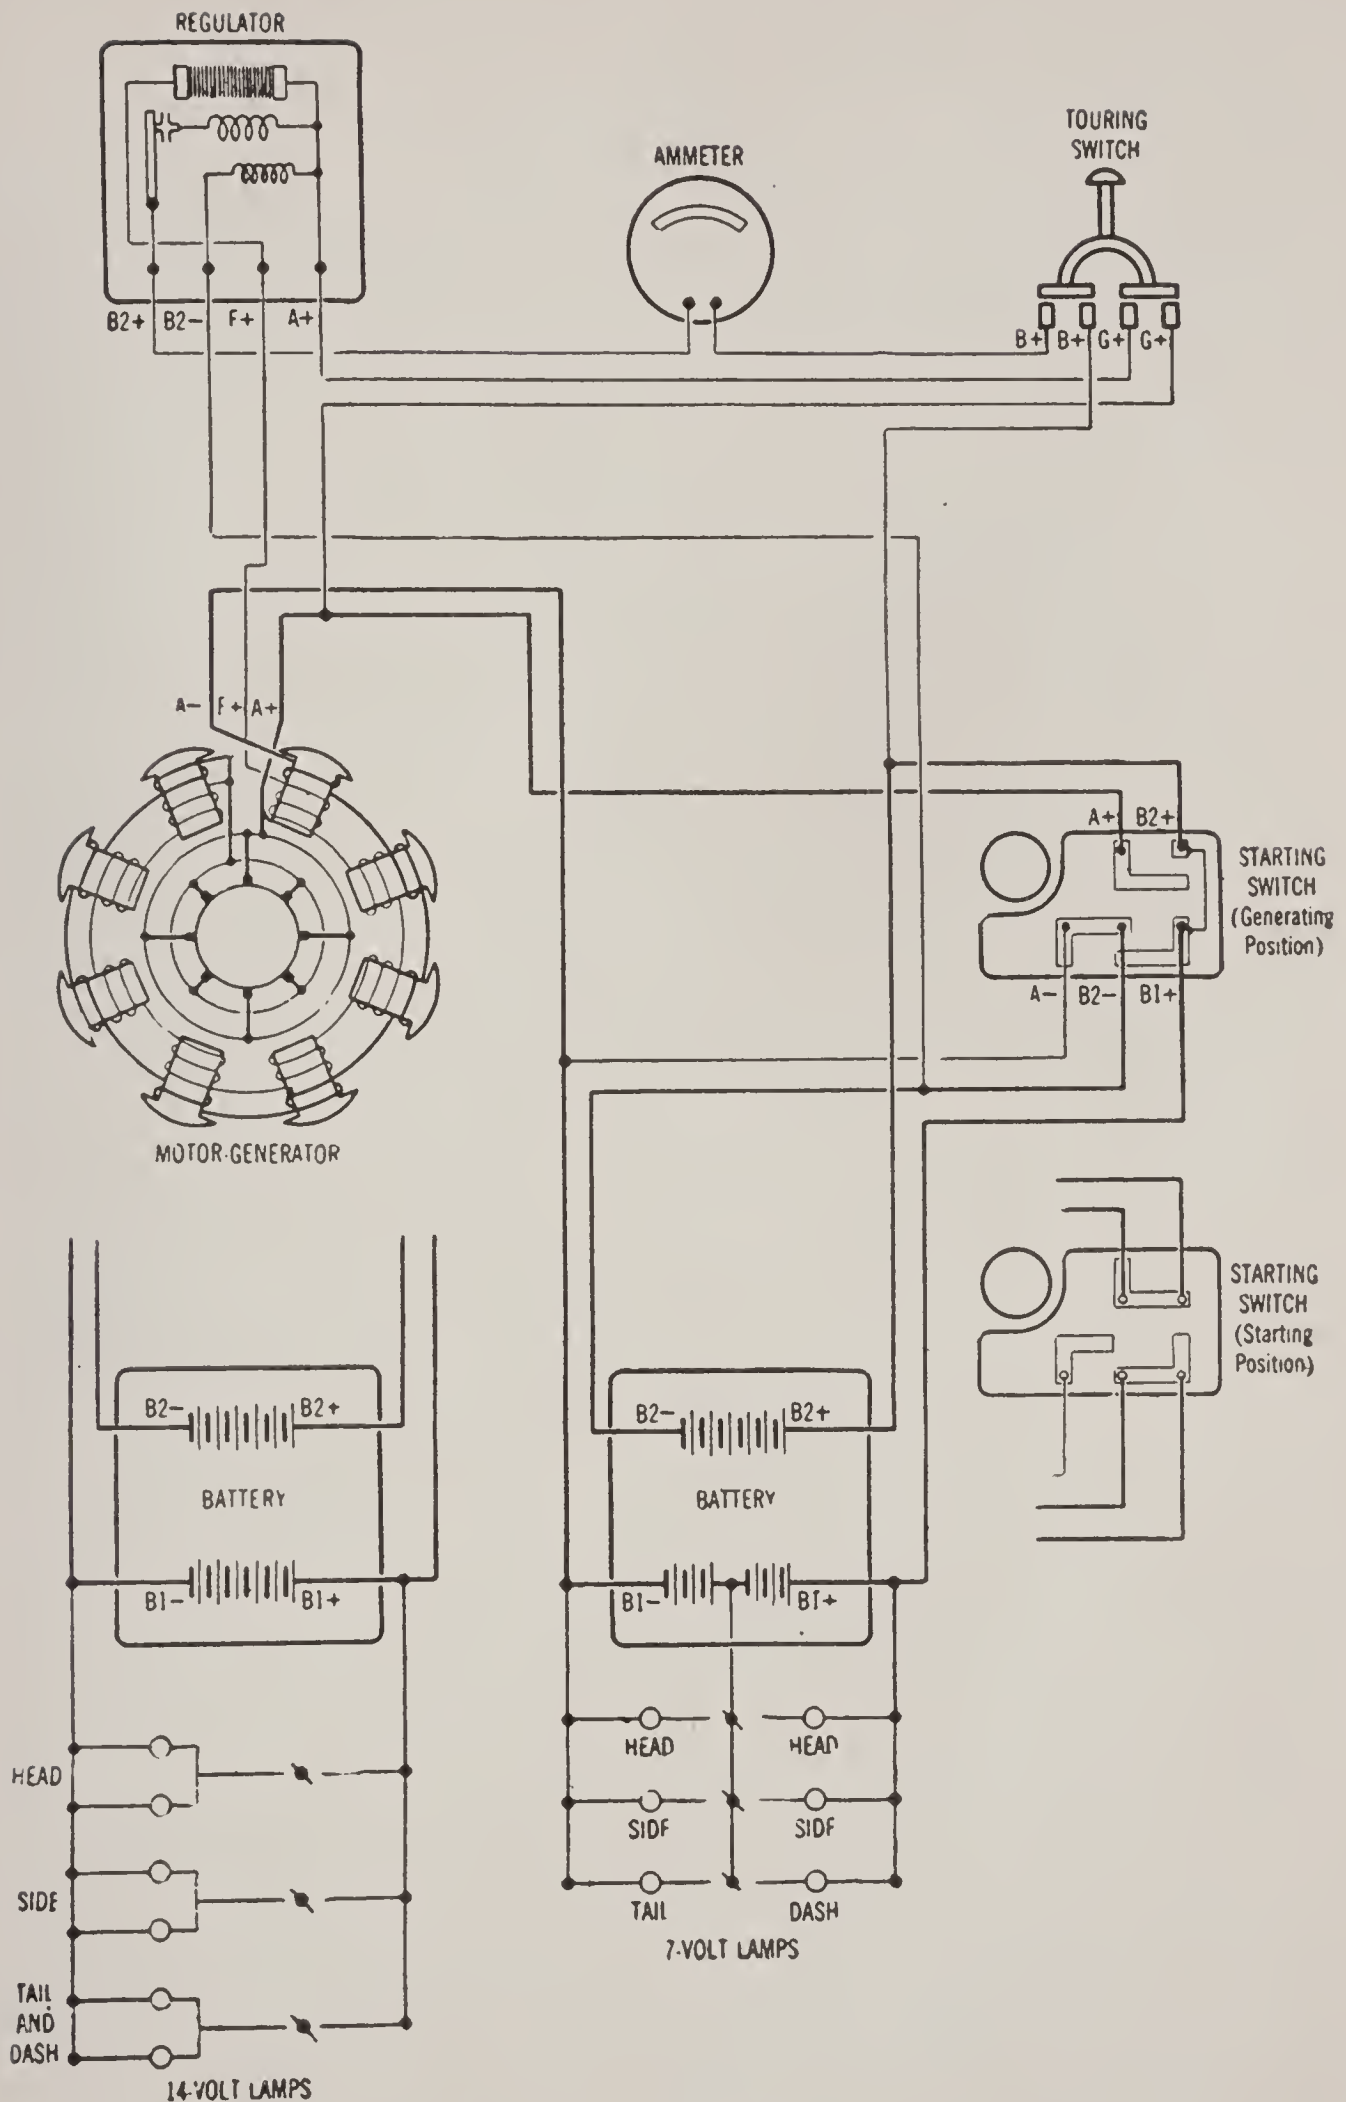 REGULATOR
TOURING
SWITCH
AMMETER
B2+ B2- F+ A+
B+ B+ G+ G+
A- F+ A+
A+ B2+
STARTING
SWITCH
(Generating
Position)
A- B2- B1+
MOTOR-GENERATOR
STARTING
SWITCH
(Starting
Position)
B2- B2+
BATTERY
B1- B1+
B2- B2+
BATTERY
B1- B1+
HEAD
SIDE
TAIL
AND
DASH
14-VOLT LAMPS
HEAD HEAD
SIDE SIDE
TAIL DASH
7-VOLT LAMPS